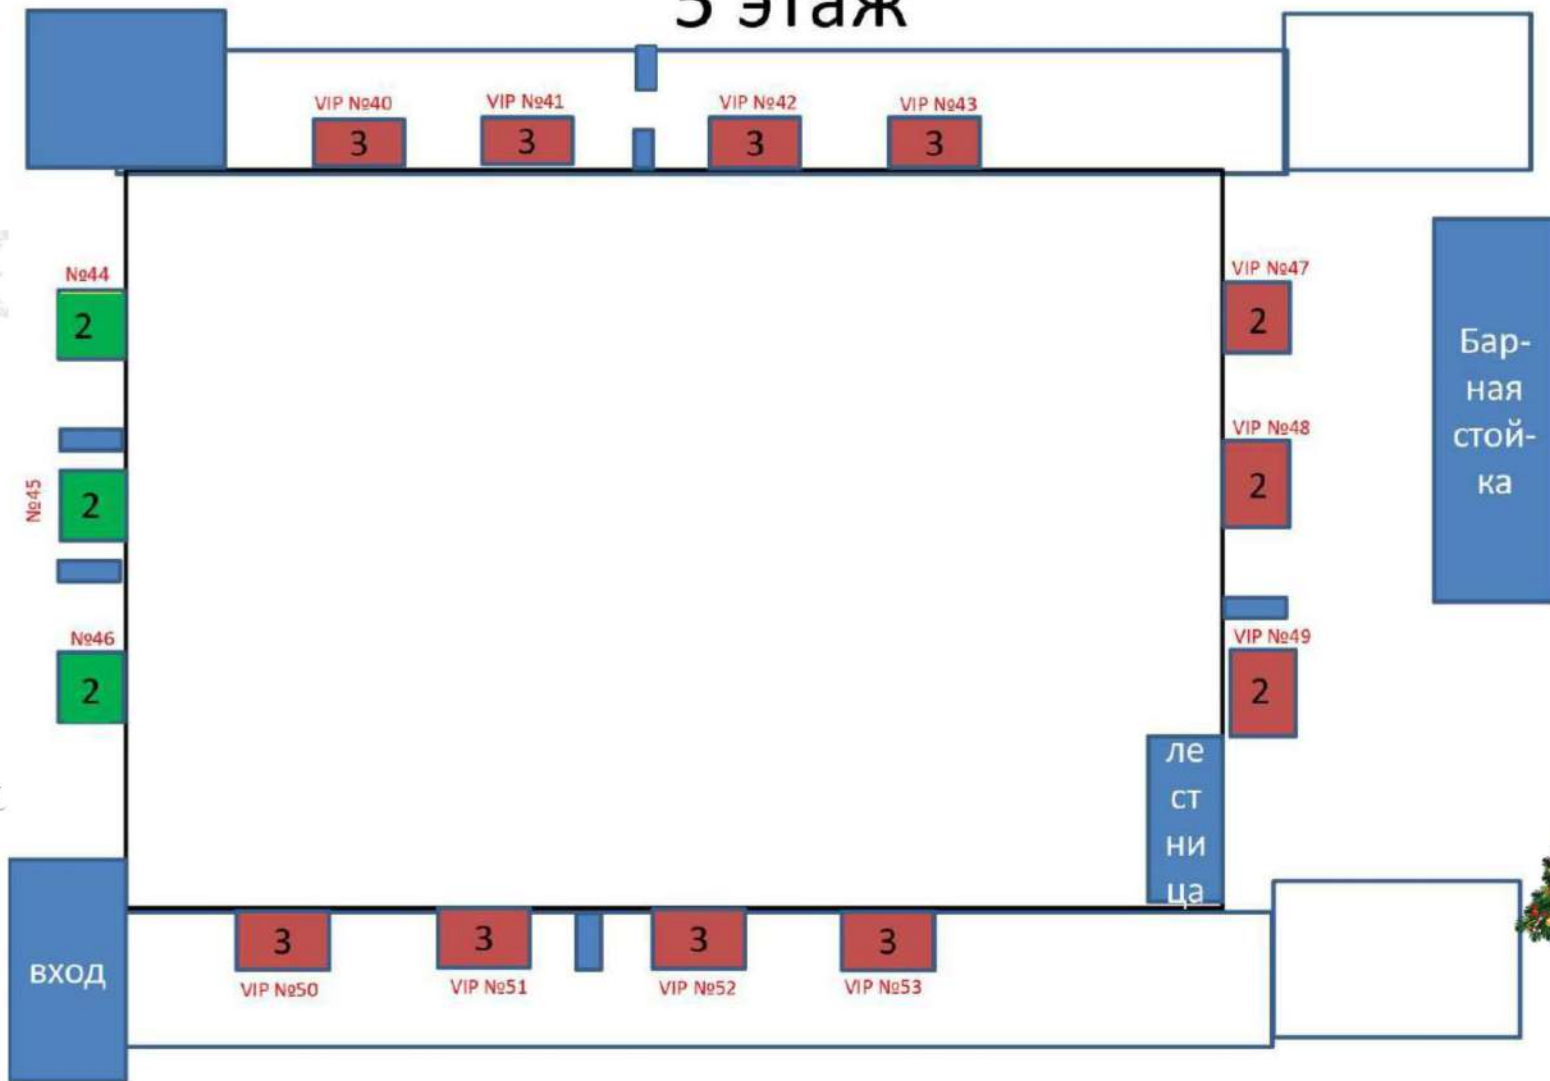 5 этаж
VIP №40
VIP №41
VIP №42
VIP №43
3
3
3
3
№44
2
VIP №47
2
Бар-
ная
стой-
ка
VIP №48
2
№45
2
№46
2
VIP №49
2
ле
ст
ни
ца
вход
3
3
3
3
VIP №50
VIP №51
VIP №52
VIP №53